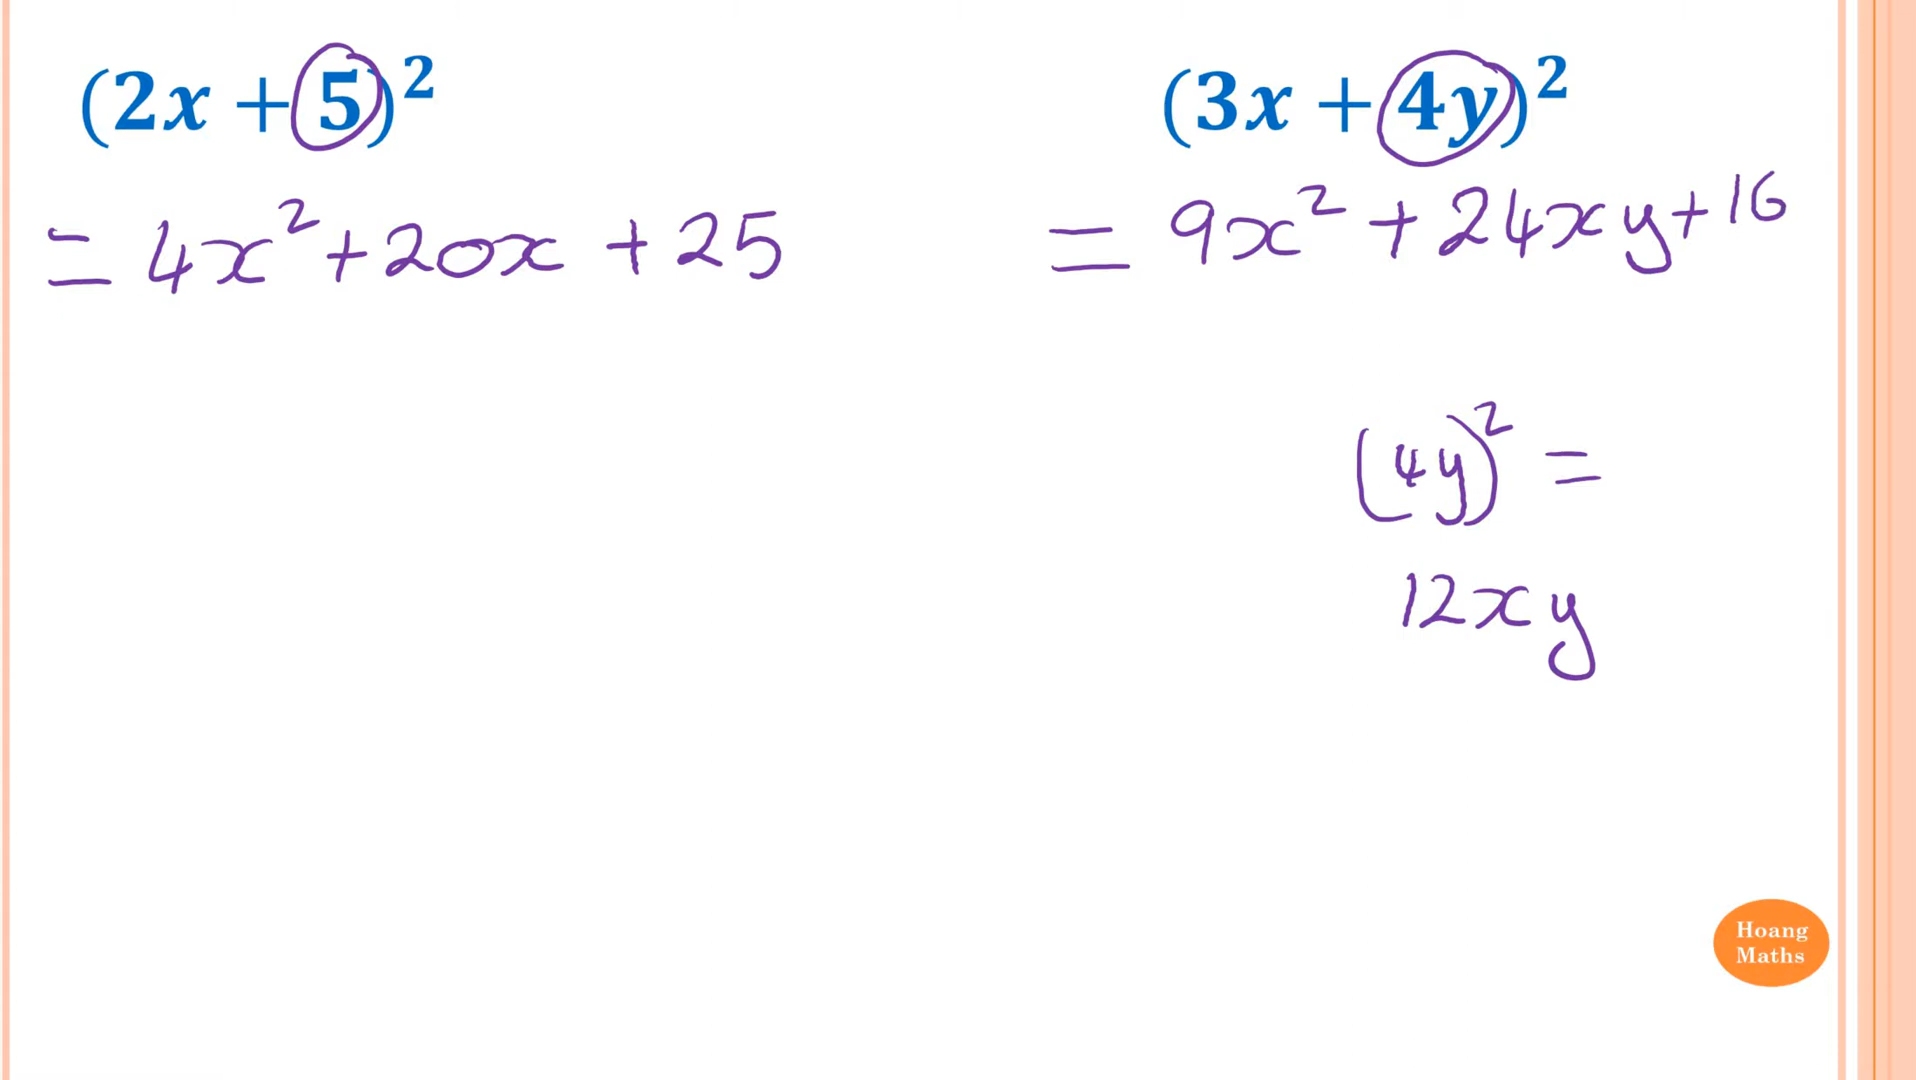 (2x + 5)²
= 4x² + 20x + 25
(3x + 4y)²
= 9x² + 24xy + 16
(4y)² =
12xy
Hoang
Maths